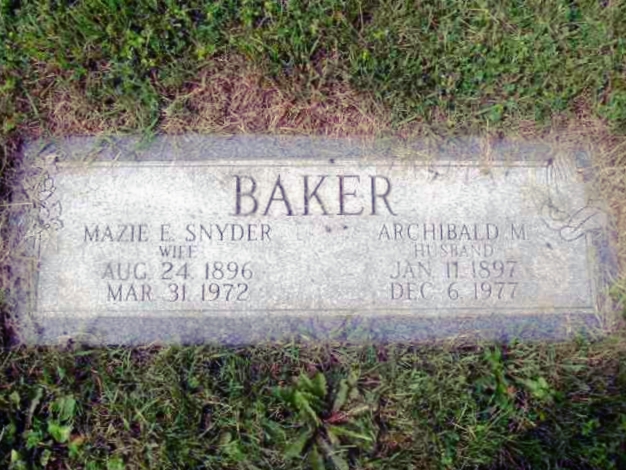 BAKER
MAZIE E. SNYDER
WIFE
AUG. 24. 1896
MAR. 31. 1972
ARCHIBALD M.
HUSBAND
JAN. 11. 1897
DEC. 6. 1977